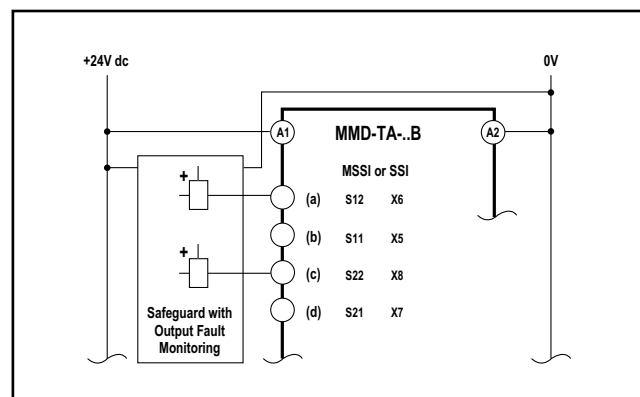 +24V dc
0V
A1
MMD-TA-..B
A2
MSSI or SSI
+
(a) S12 X6
(b) S11 X5
+
(c) S22 X8
(d) S21 X7
Safeguard with
Output Fault
Monitoring